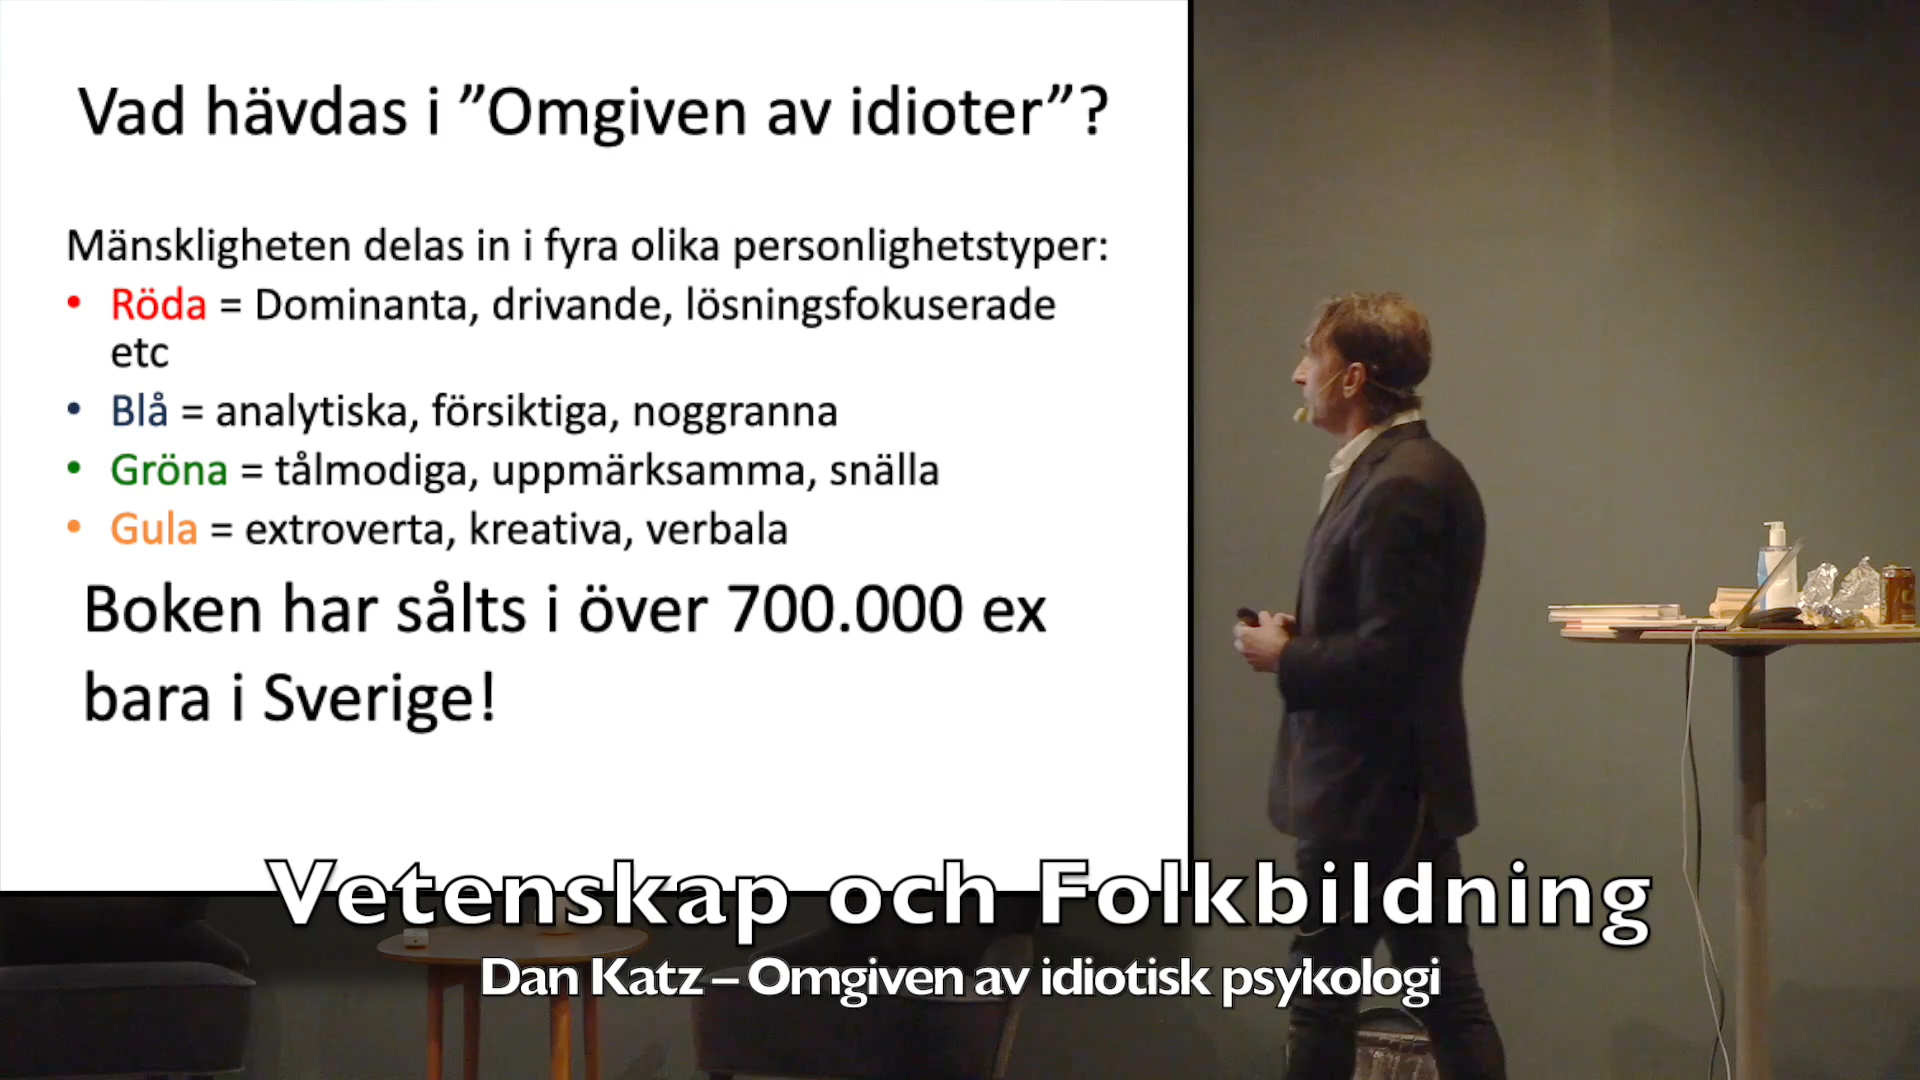 Vad hävdas i ”Omgiven av idioter”?
Mänskligheten delas in i fyra olika personlighetstyper:
• Röda = Dominanta, drivande, lösningsfokuserade
etc
• Blå = analytiska, försiktiga, noggranna
• Gröna = tålmodiga, uppmärksamma, snälla
• Gula = extroverta, kreativa, verbala
Boken har sålts i över 700.000 ex
bara i Sverige!
Vetenskap och Folkbildning
Dan Katz – Omgiven av idiotisk psykologi